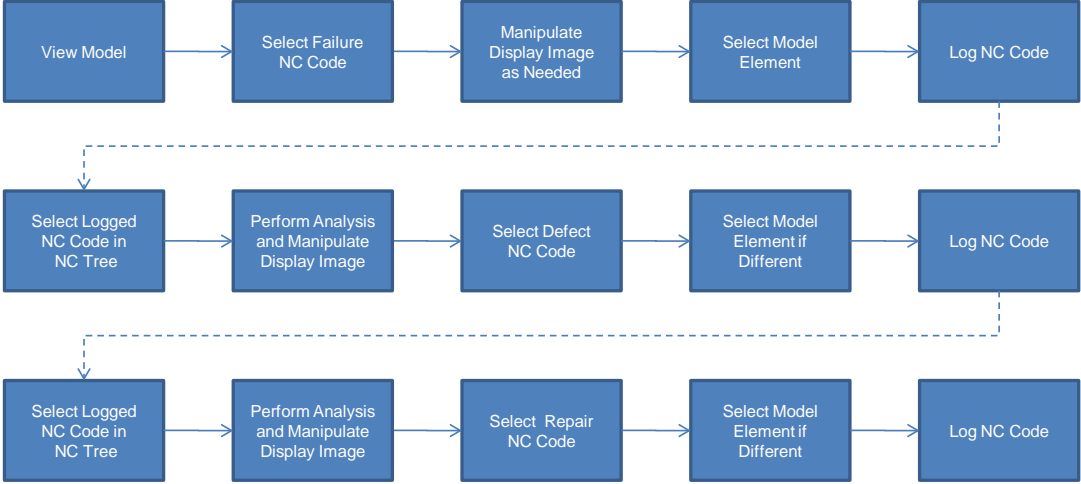 View Model
Select Failure
NC Code
Manipulate
Display Image
as Needed
Select Model
Element
Log NC Code
Select Logged
NC Code in
NC Tree
Perform Analysis
and Manipulate
Display Image
Select Defect
NC Code
Select Model
Element if
Different
Log NC Code
Select Logged
NC Code in
NC Tree
Perform Analysis
and Manipulate
Display Image
Select Repair
NC Code
Select Model
Element if
Different
Log NC Code